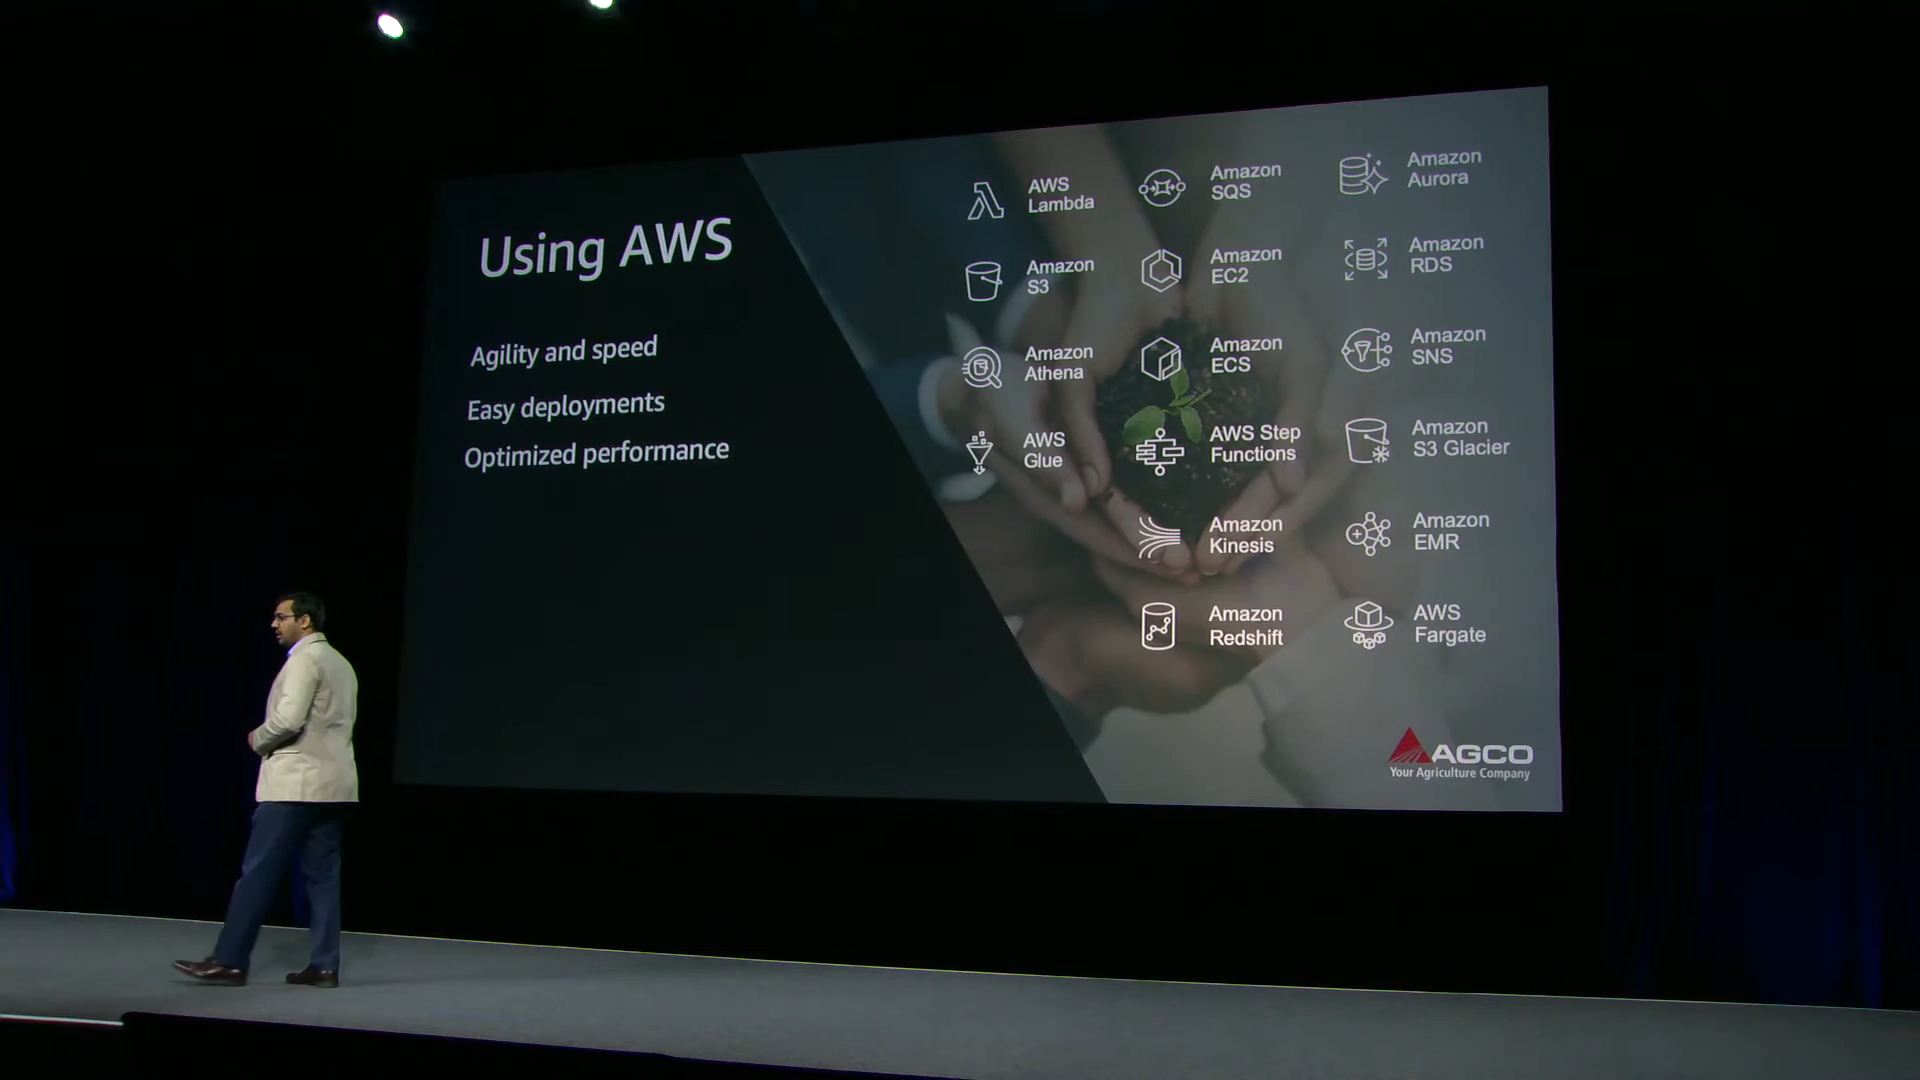 Using AWS
Agility and speed
Easy deployments
Optimized performance
AWS
Lambda
Amazon
S3
Amazon
Athena
AWS
Glue
Amazon
SQS
Amazon
EC2
Amazon
ECS
AWS Step
Functions
Amazon
Kinesis
Amazon
Redshift
Amazon
Aurora
Amazon
RDS
Amazon
SNS
Amazon
S3 Glacier
Amazon
EMR
AWS
Fargate
AGCO
Your Agriculture Company